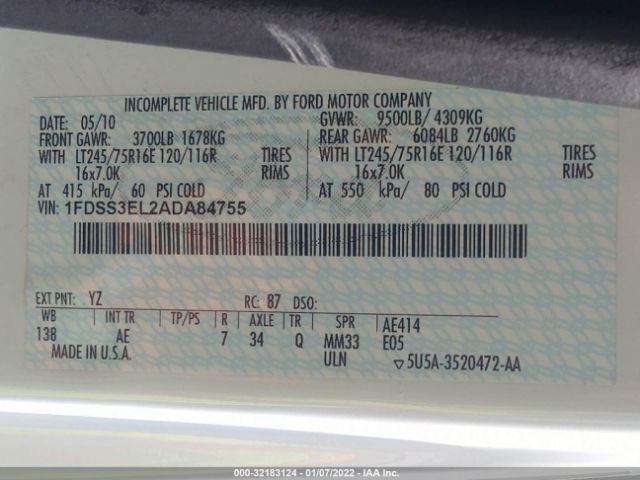 INCOMPLETE VEHICLE MFD. BY FORD MOTOR COMPANY
DATE: 05/10 GVWR: 9500LB/ 4309KG
FRONT GAWR: 3700LB 1678KG REAR GAWR: 6084LB 2760KG
WITH LT245/75R16E 120/116R TIRES WITH LT245/75R16E 120/116R TIRES
16x7.0K RIMS 16x7.0K RIMS
AT 415 kPa/ 60 PSI COLD AT 550 kPa/ 80 PSI COLD
VIN: 1FDSS3EL2ADA84755
EXT PNT: YZ RC: 87 DSO:
WB INT TR TP/PS R AXLE TR SPR AE414
138 AE 7 34 Q MM33 E05
MADE IN U.S.A. ULN ▽5U5A-3520472-AA
000-32183124 - 01/07/2022 - IAA Inc.